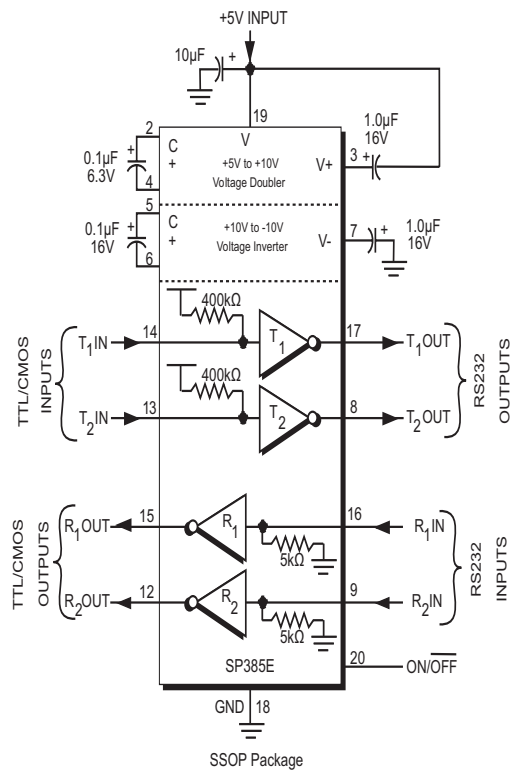 +5V INPUT
10µF +
19
V
2
C
+
0.1µF
6.3V
+
4
+5V to +10V
Voltage Doubler
V+
3 +
1.0µF
16V
5
C
+
0.1µF
16V
+
6
+10V to -10V
Voltage Inverter
V-
7
+
1.0µF
16V
400kΩ
TTL/CMOS
INPUTS
T1IN
14
T1
17
T1OUT
400kΩ
T2IN
13
T2
8
T2OUT
RS232
OUTPUTS
TTL/CMOS
OUTPUTS
R1OUT
15
R1
16
R1IN
5kΩ
R2OUT
12
R2
9
R2IN
5kΩ
RS232
INPUTS
20
ON/OFF
SP385E
GND 18
SSOP Package